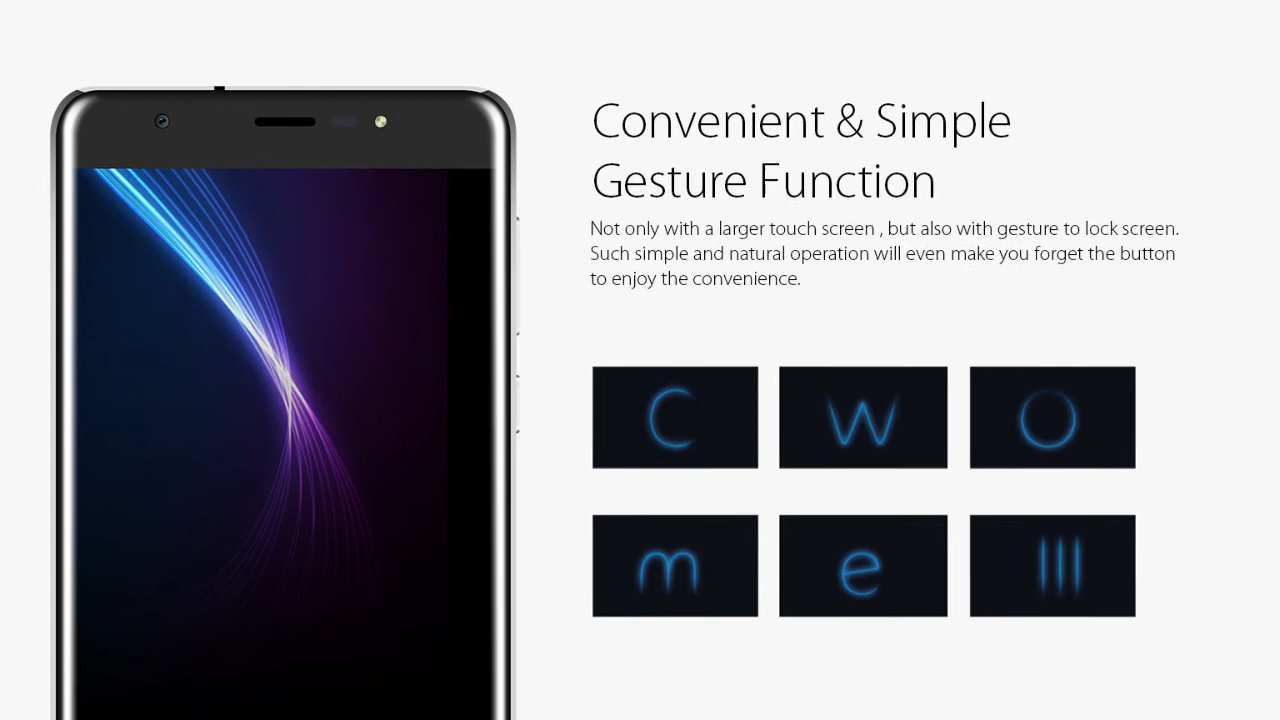 Convenient & Simple
Gesture Function
Not only with a larger touch screen , but also with gesture to lock screen.
Such simple and natural operation will even make you forget the button
to enjoy the convenience.
C W O
m e III